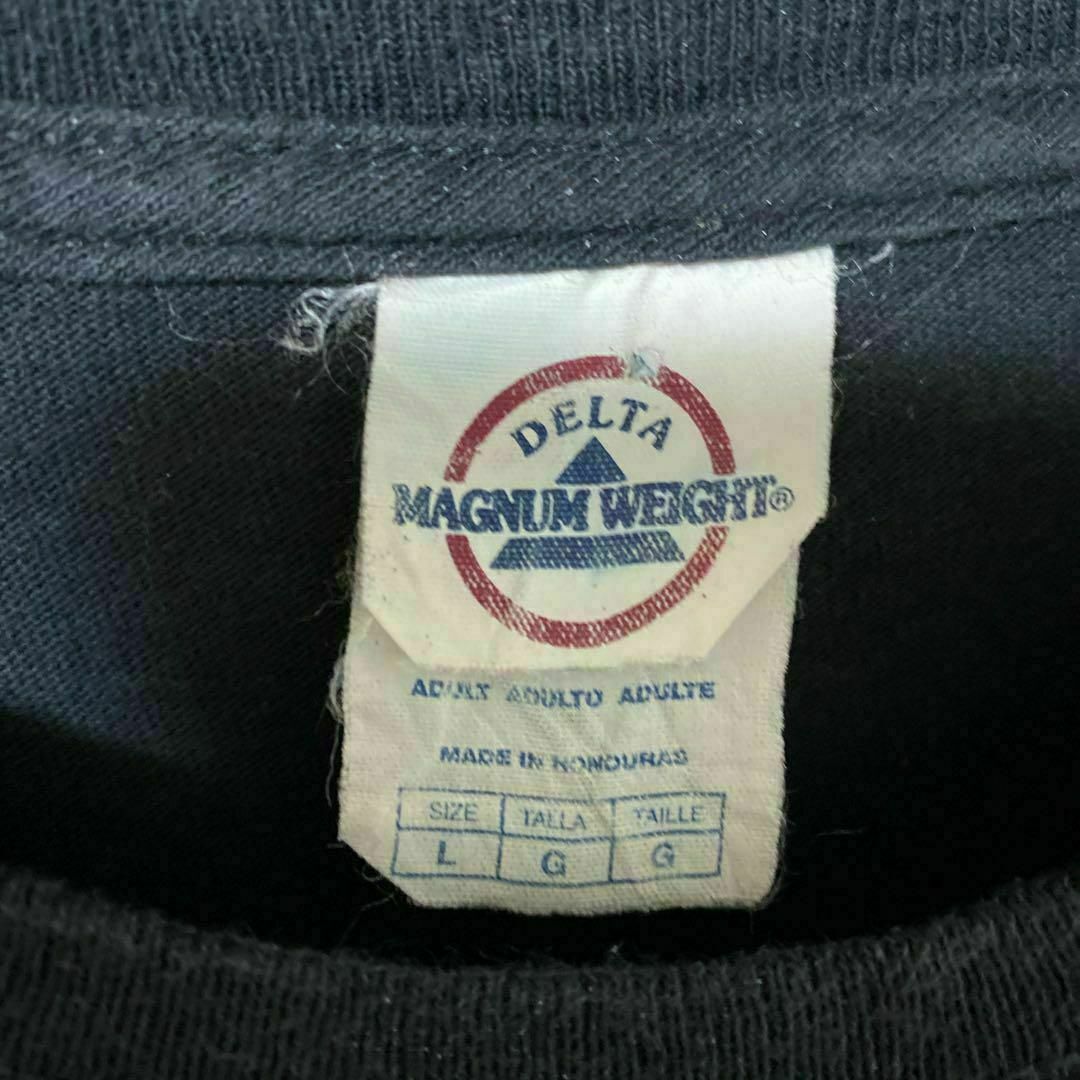 DELTA
MAGNUM WEIGHT®
ADULT ADULTO ADULTE
MADE IN HONDURAS
SIZE TALLA TAILLE
L G G